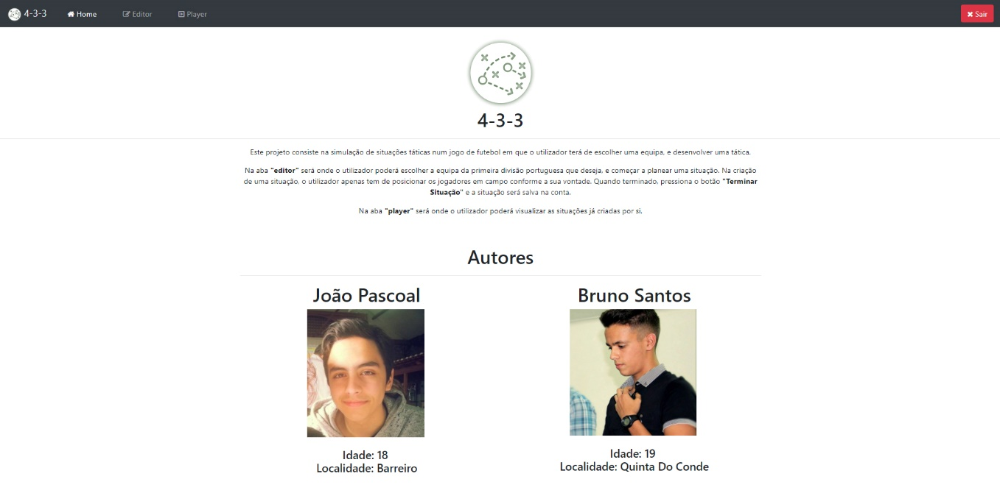 4-3-3 Home Editor Player Sair
4-3-3
Este projeto consiste na simulação de situações táticas num jogo de futebol em que o utilizador terá de escolher uma equipa, e desenvolver uma tática.
Na aba "editor" será onde o utilizador poderá escolher a equipa da primeira divisão portuguesa que deseja, e começar a planear uma situação. Na criação
de uma situação, o utilizador apenas tem de posicionar os jogadores em campo conforme a sua vontade. Quando terminado, pressiona o botão "Terminar
Situação" e a situação será salva na conta.
Na aba "player" será onde o utilizador poderá visualizar as situações já criadas por si.
Autores
João Pascoal
Idade: 18
Localidade: Barreiro
Bruno Santos
Idade: 19
Localidade: Quinta Do Conde